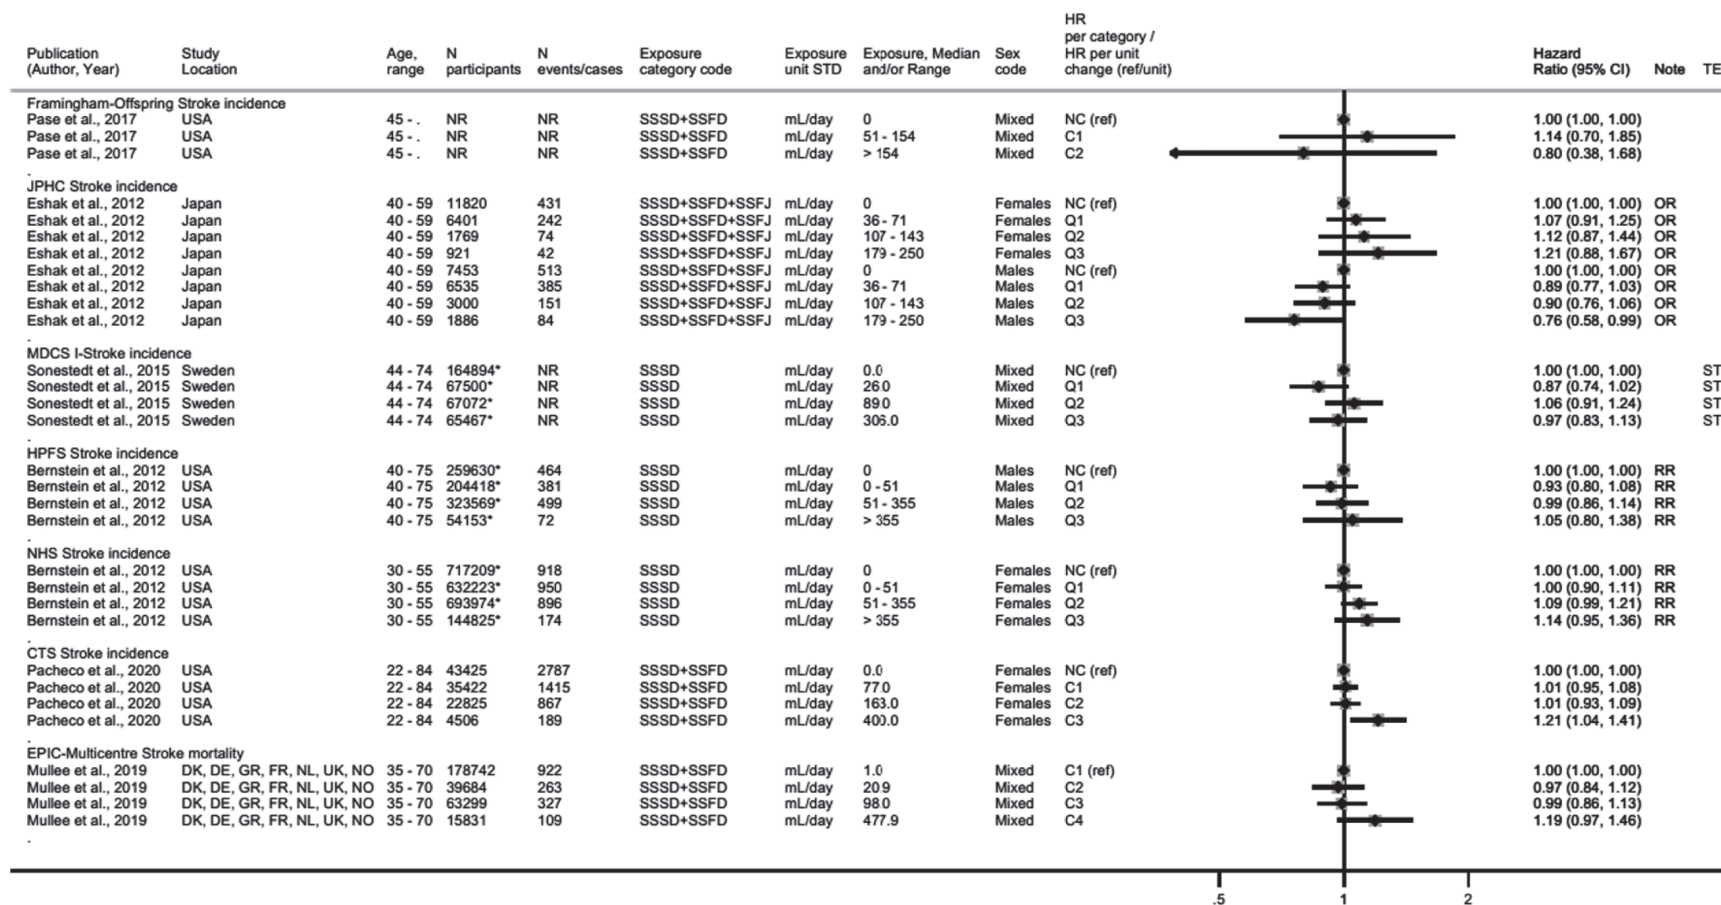 HR
per category /
Publication Study Age, N N Exposure Exposure Exposure, Median Sex HR per unit Hazard
(Author, Year) Location range participants events/cases category code unit STD and/or Range code change (ref/unit) Ratio (95% CI) Note TE
Framingham-Offspring Stroke incidence
Pase et al., 2017 USA 45 - . NR NR SSSD+SSFD mL/day 0 Mixed NC (ref) 1.00 (1.00, 1.00)
Pase et al., 2017 USA 45 - . NR NR SSSD+SSFD mL/day 51 - 154 Mixed C1 1.14 (0.70, 1.85)
Pase et al., 2017 USA 45 - . NR NR SSSD+SSFD mL/day > 154 Mixed C2 0.80 (0.38, 1.68)
.
JPHC Stroke incidence
Eshak et al., 2012 Japan 40 - 59 11820 431 SSSD+SSFD+SSFJ mL/day 0 Females NC (ref) 1.00 (1.00, 1.00) OR
Eshak et al., 2012 Japan 40 - 59 6401 242 SSSD+SSFD+SSFJ mL/day 36 - 71 Females Q1 1.07 (0.91, 1.25) OR
Eshak et al., 2012 Japan 40 - 59 1769 74 SSSD+SSFD+SSFJ mL/day 107 - 143 Females Q2 1.12 (0.87, 1.44) OR
Eshak et al., 2012 Japan 40 - 59 921 42 SSSD+SSFD+SSFJ mL/day 179 - 250 Females Q3 1.21 (0.88, 1.67) OR
Eshak et al., 2012 Japan 40 - 59 7453 513 SSSD+SSFD+SSFJ mL/day 0 Males NC (ref) 1.00 (1.00, 1.00) OR
Eshak et al., 2012 Japan 40 - 59 6535 385 SSSD+SSFD+SSFJ mL/day 36 - 71 Males Q1 0.89 (0.77, 1.03) OR
Eshak et al., 2012 Japan 40 - 59 3000 151 SSSD+SSFD+SSFJ mL/day 107 - 143 Males Q2 0.90 (0.76, 1.06) OR
Eshak et al., 2012 Japan 40 - 59 1886 84 SSSD+SSFD+SSFJ mL/day 179 - 250 Males Q3 0.76 (0.58, 0.99) OR
.
MDCS I-Stroke incidence
Sonestedt et al., 2015 Sweden 44 - 74 164894* NR SSSD mL/day 0.0 Mixed NC (ref) 1.00 (1.00, 1.00) ST
Sonestedt et al., 2015 Sweden 44 - 74 67500* NR SSSD mL/day 26.0 Mixed Q1 0.87 (0.74, 1.02) ST
Sonestedt et al., 2015 Sweden 44 - 74 67072* NR SSSD mL/day 89.0 Mixed Q2 1.06 (0.91, 1.24) ST
Sonestedt et al., 2015 Sweden 44 - 74 65467* NR SSSD mL/day 306.0 Mixed Q3 0.97 (0.83, 1.13) ST
.
HPFS Stroke incidence
Bernstein et al., 2012 USA 40 - 75 259630* 464 SSSD mL/day 0 Males NC (ref) 1.00 (1.00, 1.00) RR
Bernstein et al., 2012 USA 40 - 75 204418* 381 SSSD mL/day 0 - 51 Males Q1 0.93 (0.80, 1.08) RR
Bernstein et al., 2012 USA 40 - 75 323569* 499 SSSD mL/day 51 - 355 Males Q2 0.99 (0.86, 1.14) RR
Bernstein et al., 2012 USA 40 - 75 54153* 72 SSSD mL/day > 355 Males Q3 1.05 (0.80, 1.38) RR
.
NHS Stroke incidence
Bernstein et al., 2012 USA 30 - 55 717209* 918 SSSD mL/day 0 Females NC (ref) 1.00 (1.00, 1.00) RR
Bernstein et al., 2012 USA 30 - 55 632223* 950 SSSD mL/day 0 - 51 Females Q1 1.00 (0.90, 1.11) RR
Bernstein et al., 2012 USA 30 - 55 693974* 896 SSSD mL/day 51 - 355 Females Q2 1.09 (0.99, 1.21) RR
Bernstein et al., 2012 USA 30 - 55 144825* 174 SSSD mL/day > 355 Females Q3 1.14 (0.95, 1.36) RR
.
CTS Stroke incidence
Pacheco et al., 2020 USA 22 - 84 43425 2787 SSSD+SSFD mL/day 0.0 Females NC (ref) 1.00 (1.00, 1.00)
Pacheco et al., 2020 USA 22 - 84 35422 1415 SSSD+SSFD mL/day 77.0 Females C1 1.01 (0.95, 1.08)
Pacheco et al., 2020 USA 22 - 84 22825 867 SSSD+SSFD mL/day 163.0 Females C2 1.01 (0.93, 1.09)
Pacheco et al., 2020 USA 22 - 84 4506 189 SSSD+SSFD mL/day 400.0 Females C3 1.21 (1.04, 1.41)
.
EPIC-Multicentre Stroke mortality
Mullee et al., 2019 DK, DE, GR, FR, NL, UK, NO 35 - 70 178742 922 SSSD+SSFD mL/day 1.0 Mixed C1 (ref) 1.00 (1.00, 1.00)
Mullee et al., 2019 DK, DE, GR, FR, NL, UK, NO 35 - 70 39684 263 SSSD+SSFD mL/day 20.9 Mixed C2 0.97 (0.84, 1.12)
Mullee et al., 2019 DK, DE, GR, FR, NL, UK, NO 35 - 70 63299 327 SSSD+SSFD mL/day 98.0 Mixed C3 0.99 (0.86, 1.13)
Mullee et al., 2019 DK, DE, GR, FR, NL, UK, NO 35 - 70 15831 109 SSSD+SSFD mL/day 477.9 Mixed C4 1.19 (0.97, 1.46)
.
.5 1 2